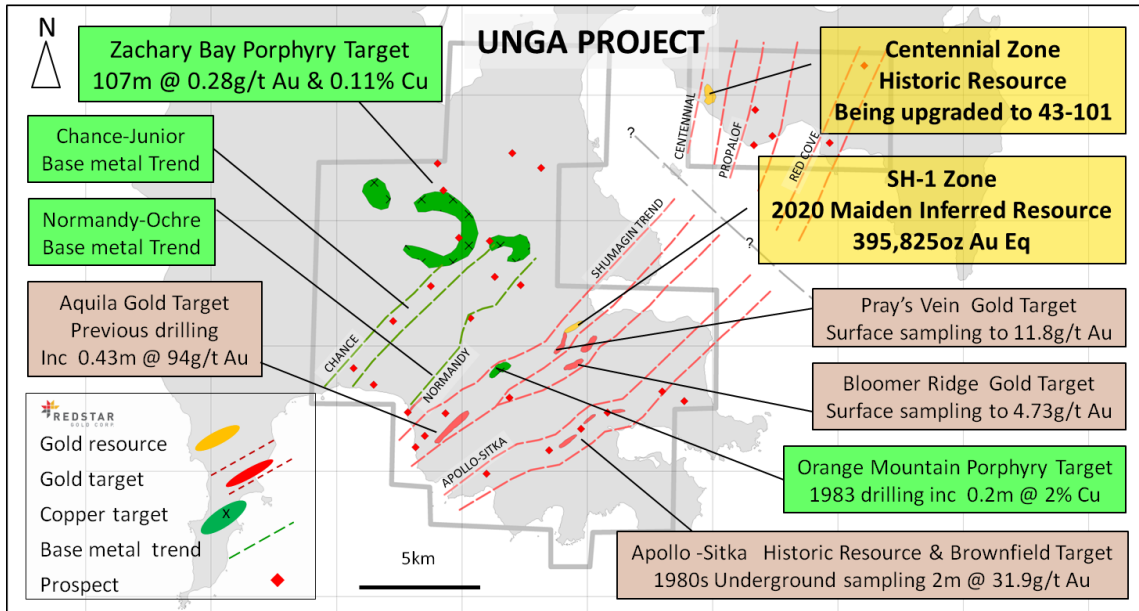 UNGA PROJECT
N
Zachary Bay Porphyry Target
107m @ 0.28g/t Au & 0.11% Cu
Chance-Junior
Base metal Trend
Normandy-Ochre
Base metal Trend
Aquila Gold Target
Previous drilling
Inc 0.43m @ 94g/t Au
Centennial Zone
Historic Resource
Being upgraded to 43-101
SH-1 Zone
2020 Maiden Inferred Resource
395,825oz Au Eq
Pray's Vein Gold Target
Surface sampling to 11.8g/t Au
Bloomer Ridge Gold Target
Surface sampling to 4.73g/t Au
Orange Mountain Porphyry Target
1983 drilling inc 0.2m @ 2% Cu
Apollo -Sitka Historic Resource & Brownfield Target
1980s Underground sampling 2m @ 31.9g/t Au
CENTENNIAL
PROPALOF
RED COVE
?
?
SHUMAGIN TREND
CHANCE
NORMANDY
APOLLO-SITKA
5km
REDSTAR
GOLD CORP.
Gold resource
Gold target
Copper target
X
Base metal trend
Prospect